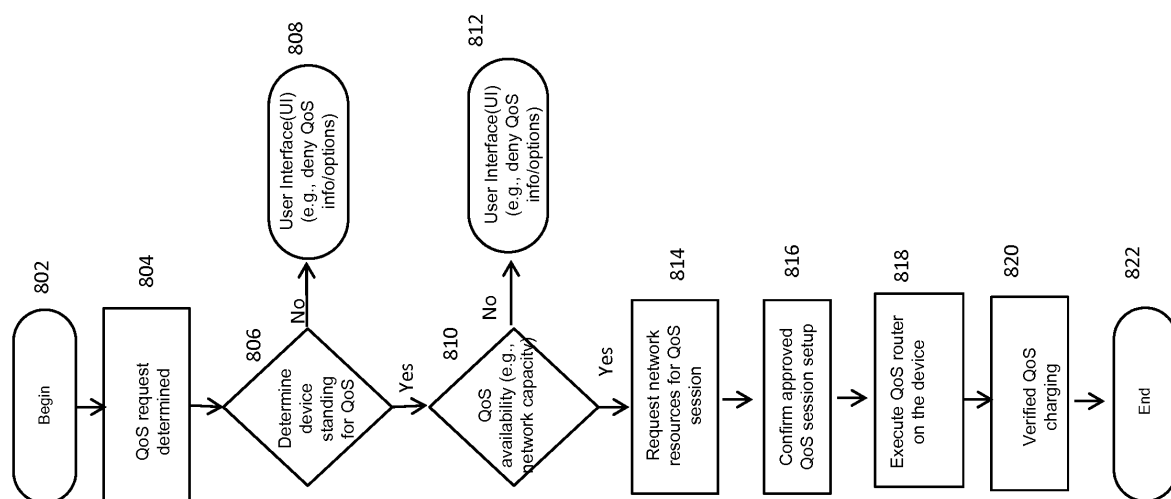 802
Begin
804
QoS request
determined
806
Determine
device
standing
for QoS
No
808
User Interface(UI)
(e.g., deny QoS
info/options)
Yes
810
QoS
availability (e.g.,
network capacity)
No
812
User Interface(UI)
(e.g., deny QoS
info/options)
Yes
814
Request network
resources for QoS
session
816
Confirm approved
QoS session setup
818
Execute QoS router
on the device
820
Verified QoS
charging
822
End